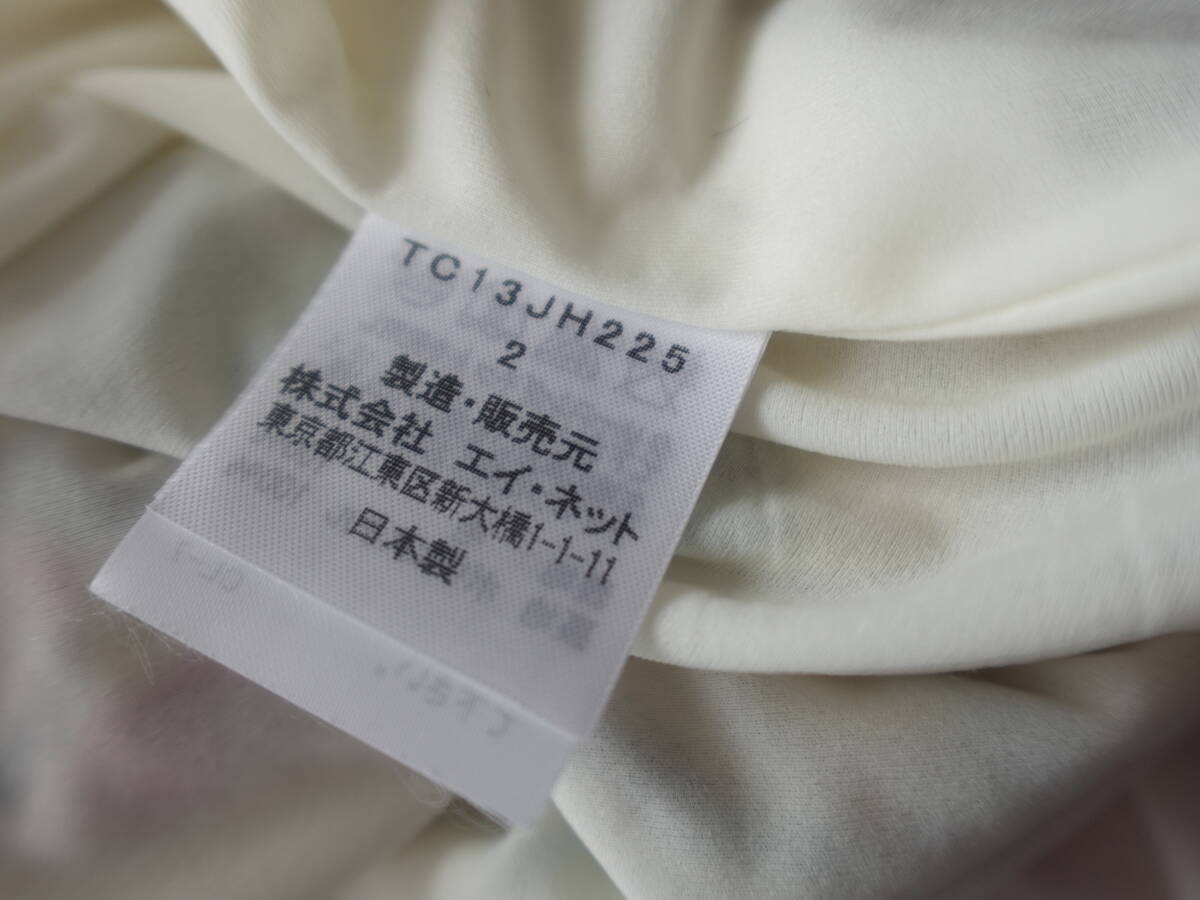 TC13JH225
2
製造・販売元
株式会社 エイ・ネット
東京都江東区新大橋1-1-11
日本製